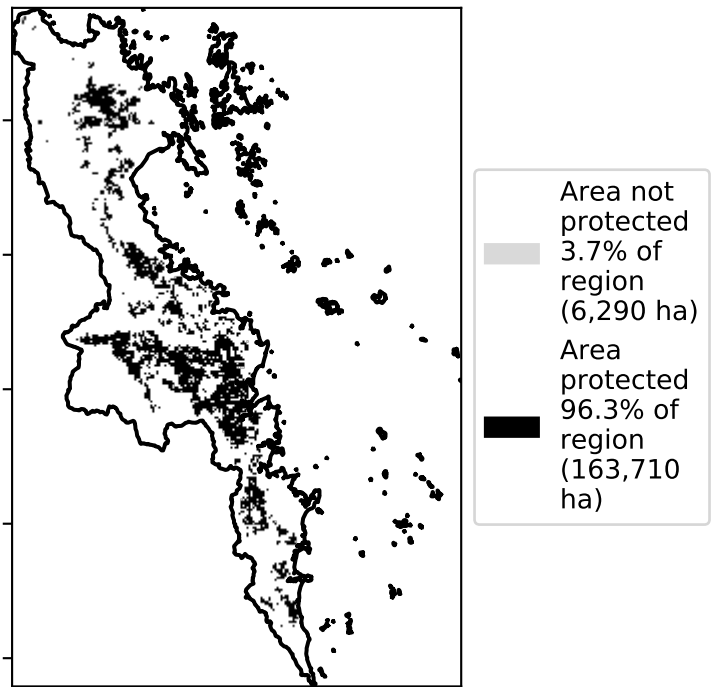 Area not
protected
3.7% of
region
(6,290 ha)
Area
protected
96.3% of
region
(163,710
ha)